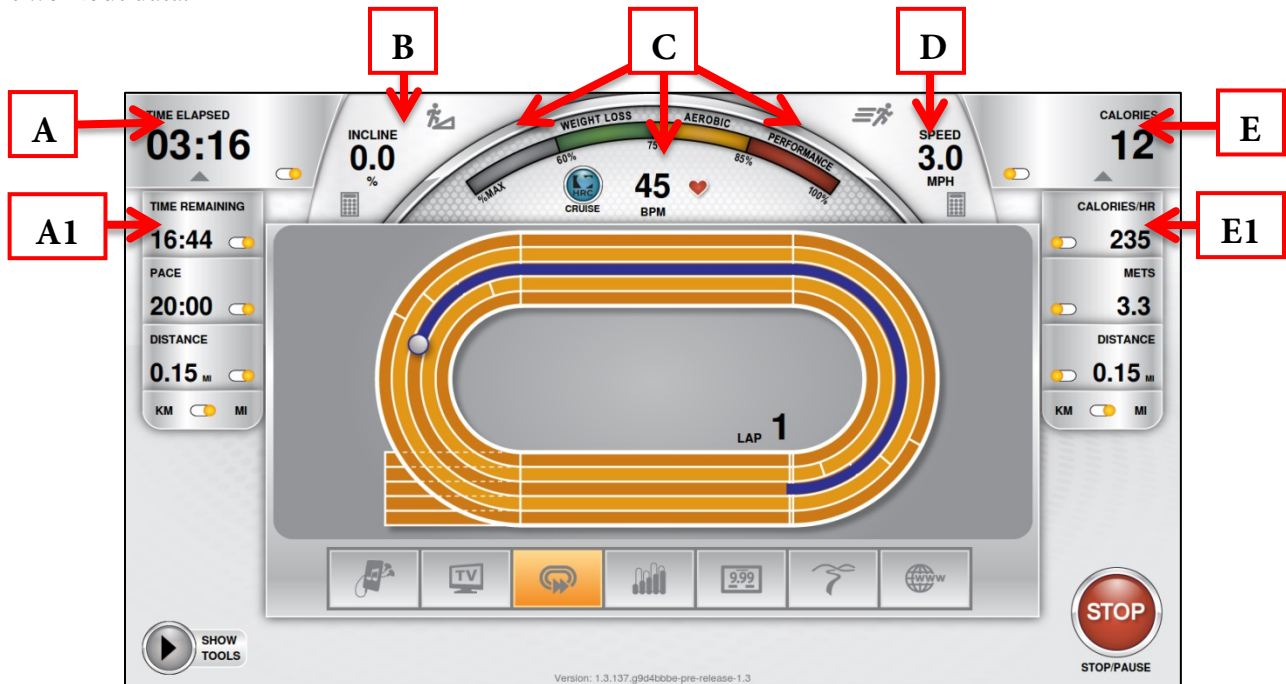 B
C
D
A
E
A1
E1
TIME ELAPSED
03:16
INCLINE
0.0
%
%MAX
60%
WEIGHT LOSS
75%
AEROBIC
85%
PERFORMANCE
100%
HRC
CRUISE
45
BPM
SPEED
3.0
MPH
CALORIES
12
TIME REMAINING
16:44
PACE
20:00
DISTANCE
0.15 MI
KM MI
CALORIES/HR
235
METS
3.3
DISTANCE
0.15 MI
KM MI
LAP 1
TV
9.99
WWW
SHOW
TOOLS
STOP
STOP/PAUSE
Version: 1.3.137.g9d4bbbe-pre-release-1.3